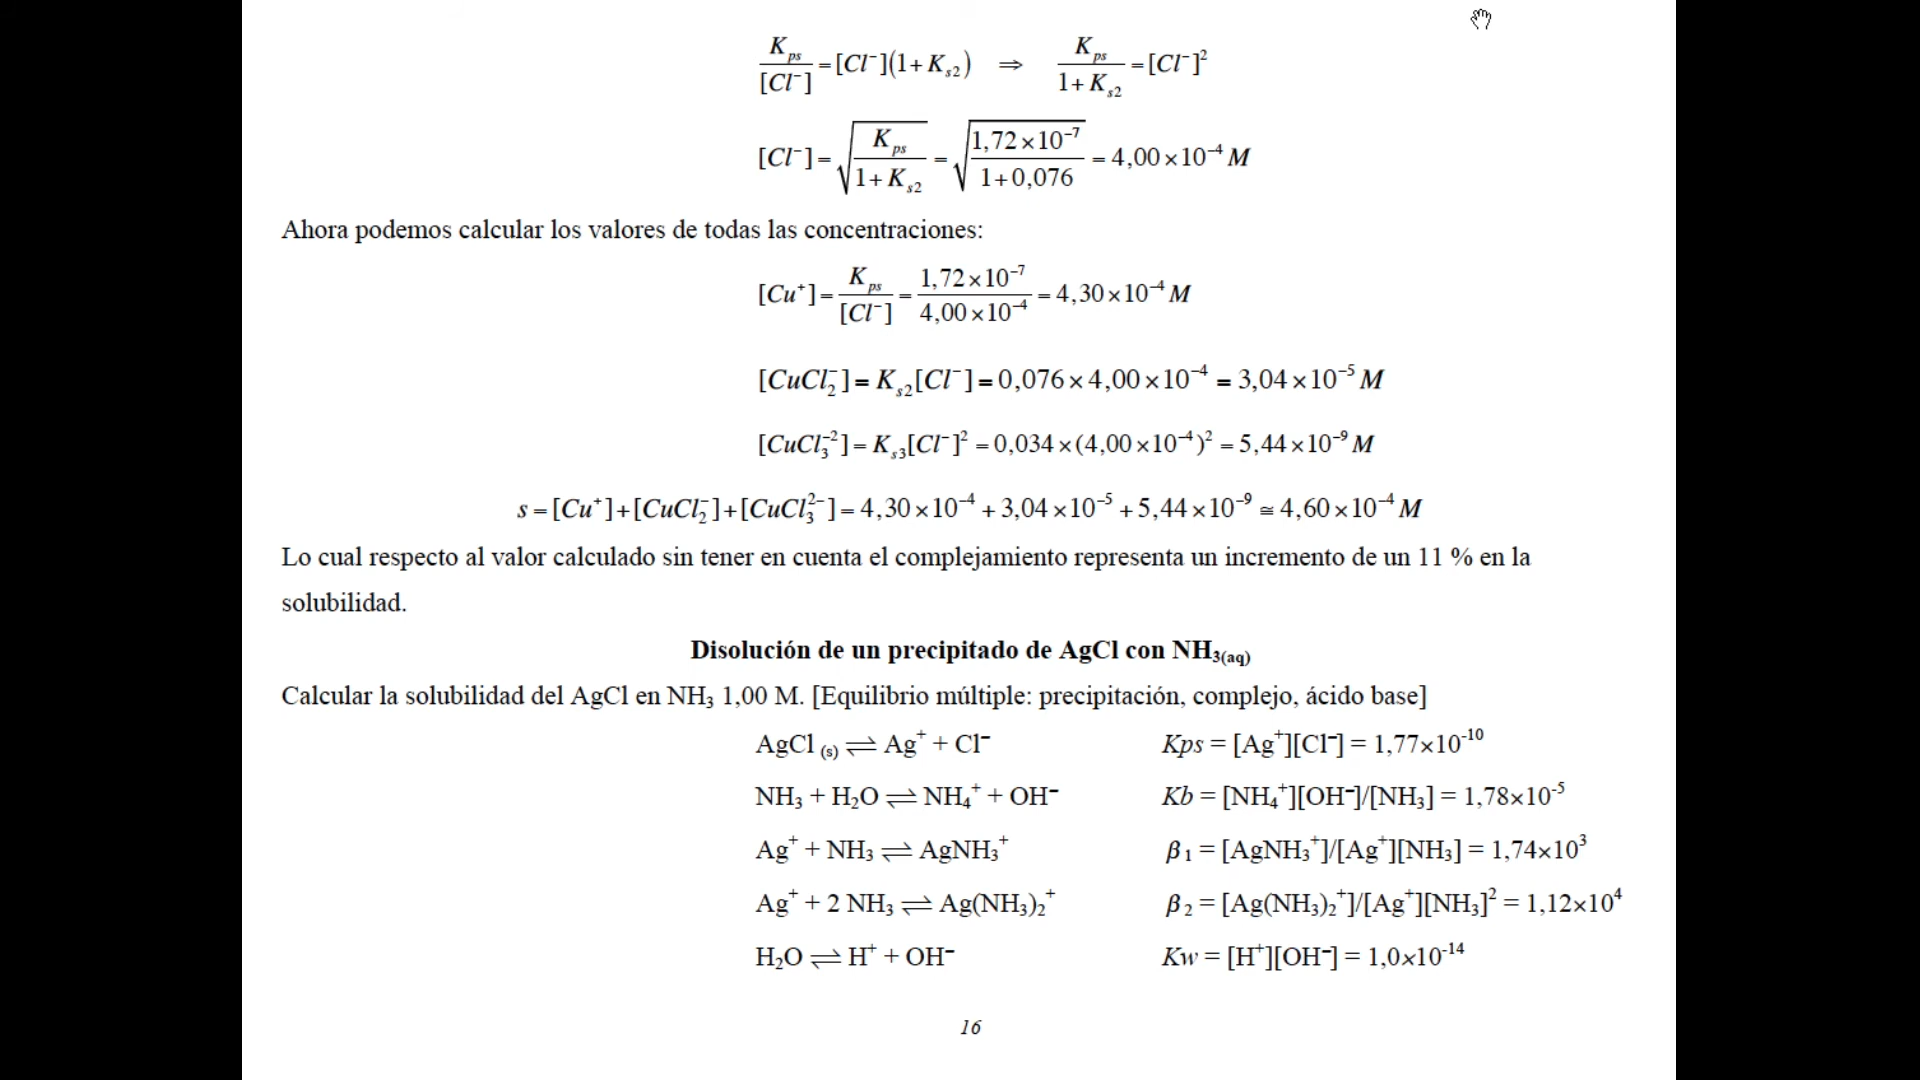 K_ps/[Cl⁻] = [Cl⁻](1+K_s2) ⇒ K_ps/(1+K_s2) = [Cl⁻]²
[Cl⁻] = √(K_ps/(1+K_s2)) = √(1,72×10⁻⁷/(1+0,076)) = 4,00×10⁻⁴ M
Ahora podemos calcular los valores de todas las concentraciones:
[Cu⁺] = K_ps/[Cl⁻] = 1,72×10⁻⁷/4,00×10⁻⁴ = 4,30×10⁻⁴ M
[CuCl₂⁻] = K_s2[Cl⁻] = 0,076×4,00×10⁻⁴ = 3,04×10⁻⁵ M
[CuCl₃⁻²] = K_s3[Cl⁻]² = 0,034×(4,00×10⁻⁴)² = 5,44×10⁻⁹ M
s = [Cu⁺]+[CuCl₂⁻]+[CuCl₃²⁻] = 4,30×10⁻⁴ + 3,04×10⁻⁵ + 5,44×10⁻⁹ ≅ 4,60×10⁻⁴ M
Lo cual respecto al valor calculado sin tener en cuenta el complejamiento representa un incremento de un 11 % en la
solubilidad.
Disolución de un precipitado de AgCl con NH₃₍aq₎
Calcular la solubilidad del AgCl en NH₃ 1,00 M. [Equilibrio múltiple: precipitación, complejo, ácido base]
AgCl ₍s₎ ⇌ Ag⁺ + Cl⁻ Kps = [Ag⁺][Cl⁻] = 1,77×10⁻¹⁰
NH₃ + H₂O ⇌ NH₄⁺ + OH⁻ Kb = [NH₄⁺][OH⁻]/[NH₃] = 1,78×10⁻⁵
Ag⁺ + NH₃ ⇌ AgNH₃⁺ β₁ = [AgNH₃⁺]/[Ag⁺][NH₃] = 1,74×10³
Ag⁺ + 2 NH₃ ⇌ Ag(NH₃)₂⁺ β₂ = [Ag(NH₃)₂⁺]/[Ag⁺][NH₃]² = 1,12×10⁴
H₂O ⇌ H⁺ + OH⁻ Kw = [H⁺][OH⁻] = 1,0×10⁻¹⁴
16